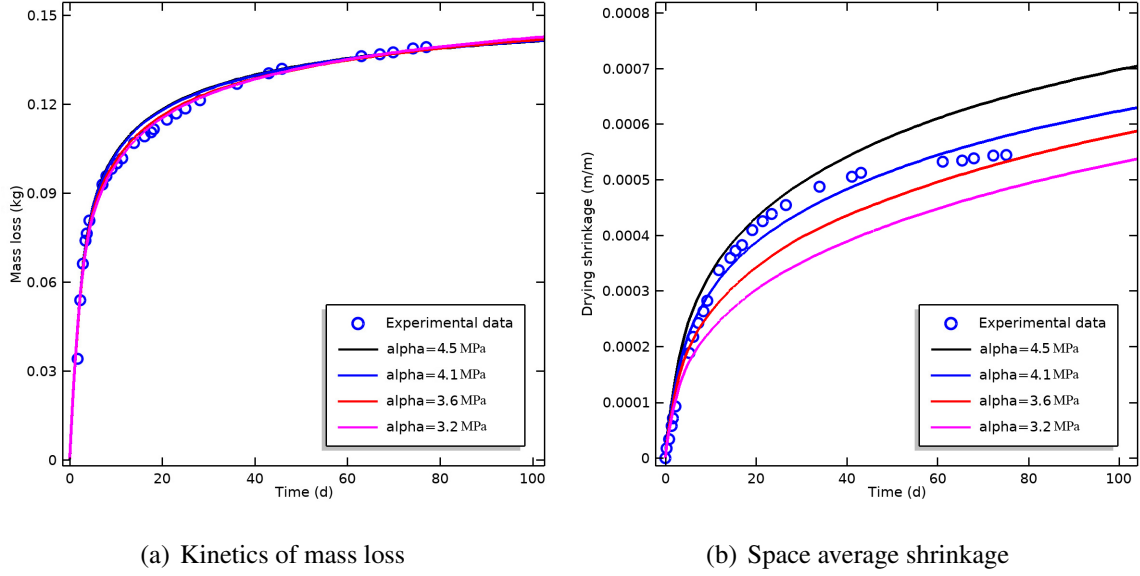 0.15
0.12
0.09
0.06
0.03
0
Mass loss (kg)
0 20 40 60 80 100
Time (d)
Experimental data
alpha=4.5 MPa
alpha=4.1 MPa
alpha=3.6 MPa
alpha=3.2 MPa
(a) Kinetics of mass loss
0.0008
0.0007
0.0006
0.0005
0.0004
0.0003
0.0002
0.0001
0
Drying shrinkage (m/m)
0 20 40 60 80 100
Time (d)
Experimental data
alpha=4.5 MPa
alpha=4.1 MPa
alpha=3.6 MPa
alpha=3.2 MPa
(b) Space average shrinkage